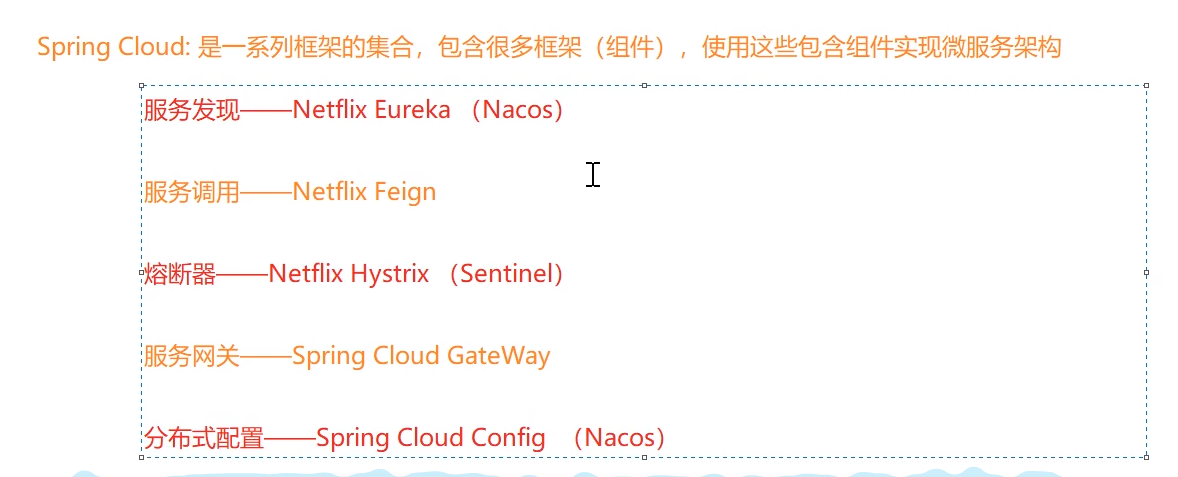 Spring Cloud: 是一系列框架的集合，包含很多框架（组件），使用这些包含组件实现微服务架构
服务发现——Netflix Eureka （Nacos）
服务调用——Netflix Feign
熔断器——Netflix Hystrix （Sentinel）
服务网关——Spring Cloud GateWay
分布式配置——Spring Cloud Config （Nacos）